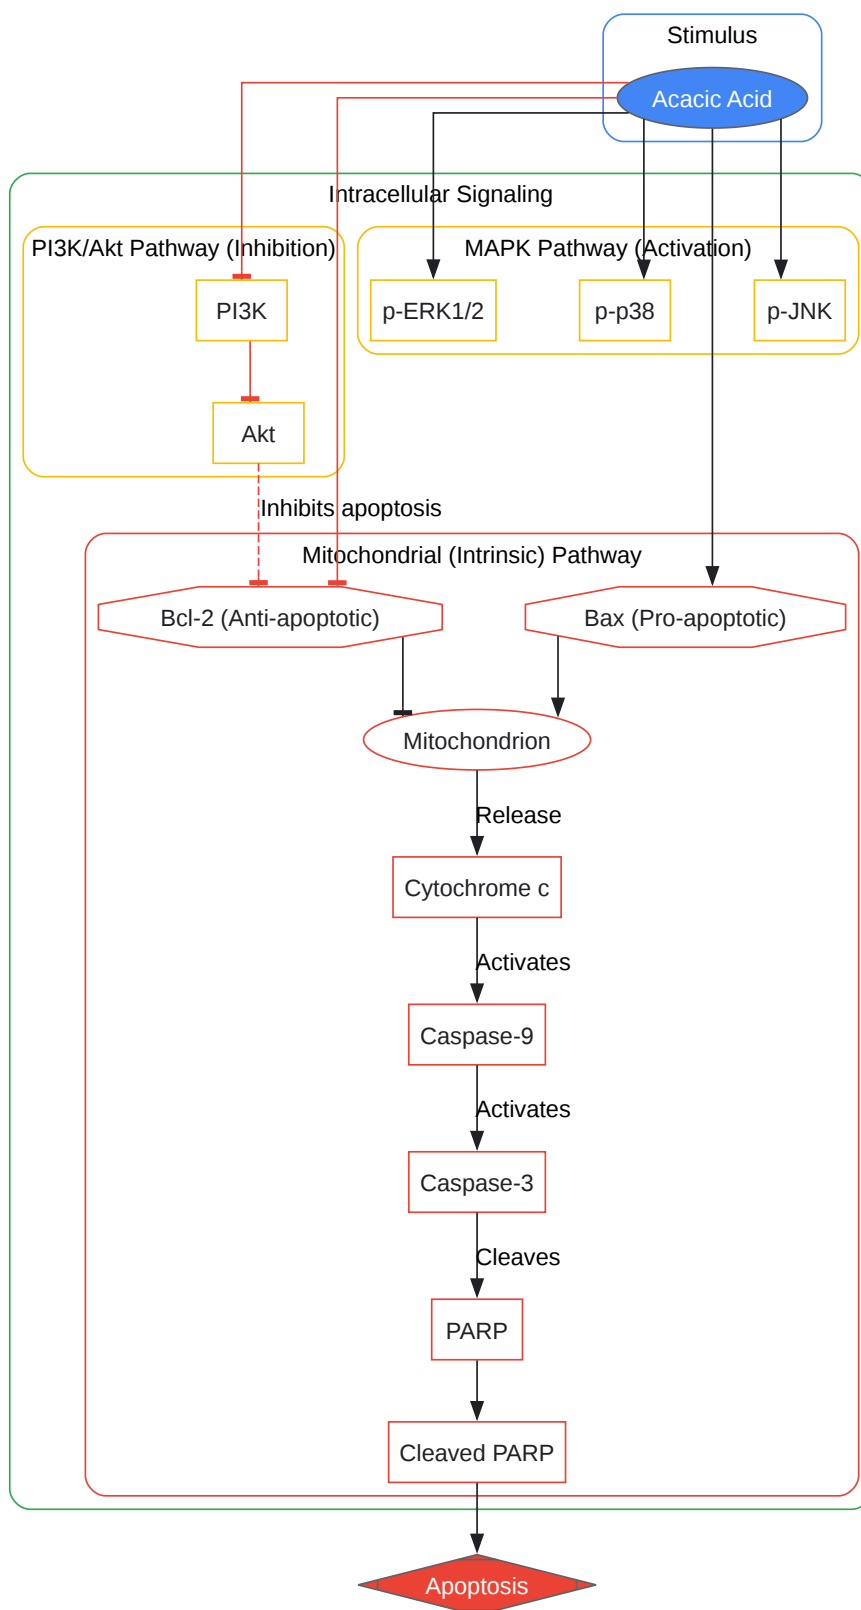 Stimulus
Acacic Acid
Intracellular Signaling
PI3K/Akt Pathway (Inhibition)
MAPK Pathway (Activation)
PI3K
p-ERK1/2
p-p38
p-JNK
Akt
Inhibits apoptosis
Mitochondrial (Intrinsic) Pathway
Bcl-2 (Anti-apoptotic)
Bax (Pro-apoptotic)
Mitochondrion
Release
Cytochrome c
Activates
Caspase-9
Activates
Caspase-3
Cleaves
PARP
Cleaved PARP
Apoptosis